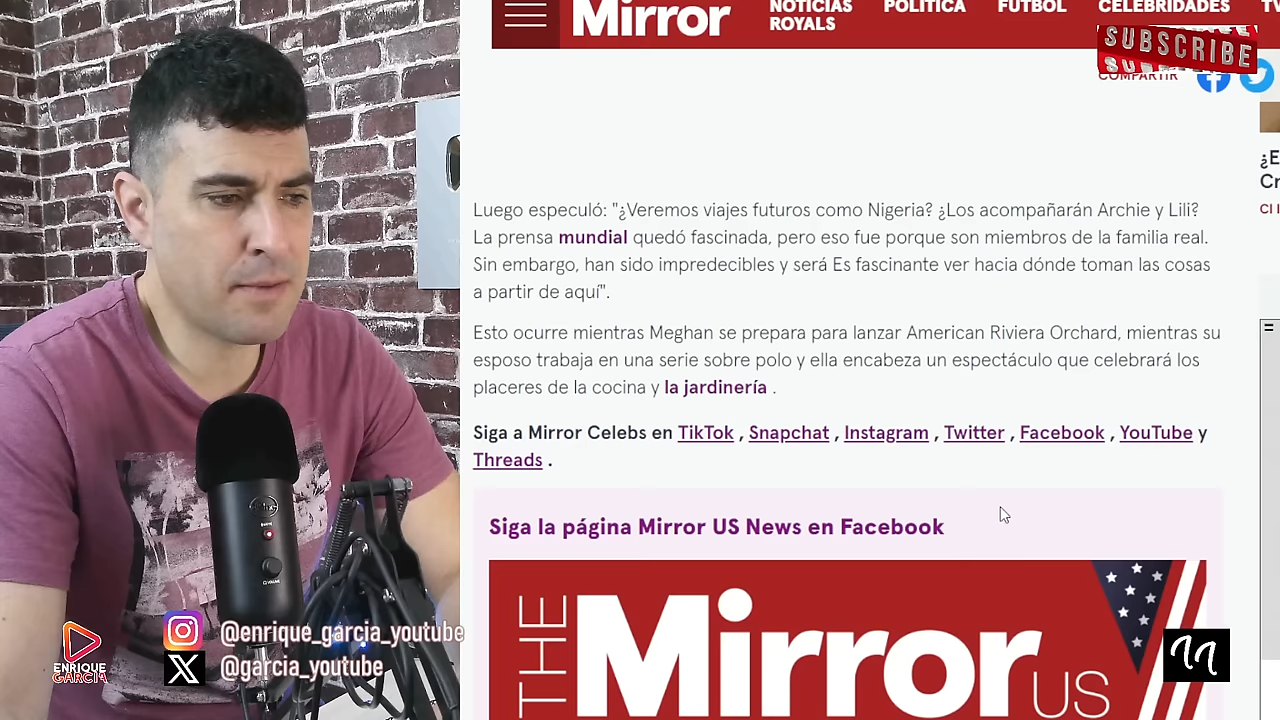 Mirror
NOTICIAS POLÍTICA FÚTBOL CELEBRIDADES TV
ROYALS
SUBSCRIBE
COMPARTIR
¿E
Cr
Luego especuló: "¿Veremos viajes futuros como Nigeria? ¿Los acompañarán Archie y Lili?
La prensa mundial quedó fascinada, pero eso fue porque son miembros de la familia real.
Sin embargo, han sido impredecibles y será Es fascinante ver hacia dónde toman las cosas
a partir de aquí".
Esto ocurre mientras Meghan se prepara para lanzar American Riviera Orchard, mientras su
esposo trabaja en una serie sobre polo y ella encabeza un espectáculo que celebrará los
placeres de la cocina y la jardinería .
Siga a Mirror Celebs en TikTok , Snapchat , Instagram , Twitter , Facebook , YouTube y
Threads .
Siga la página Mirror US News en Facebook
THE Mirror US
@enrique_garcia_youtube
@garcia_youtube
ENRIQUE
GARCIA